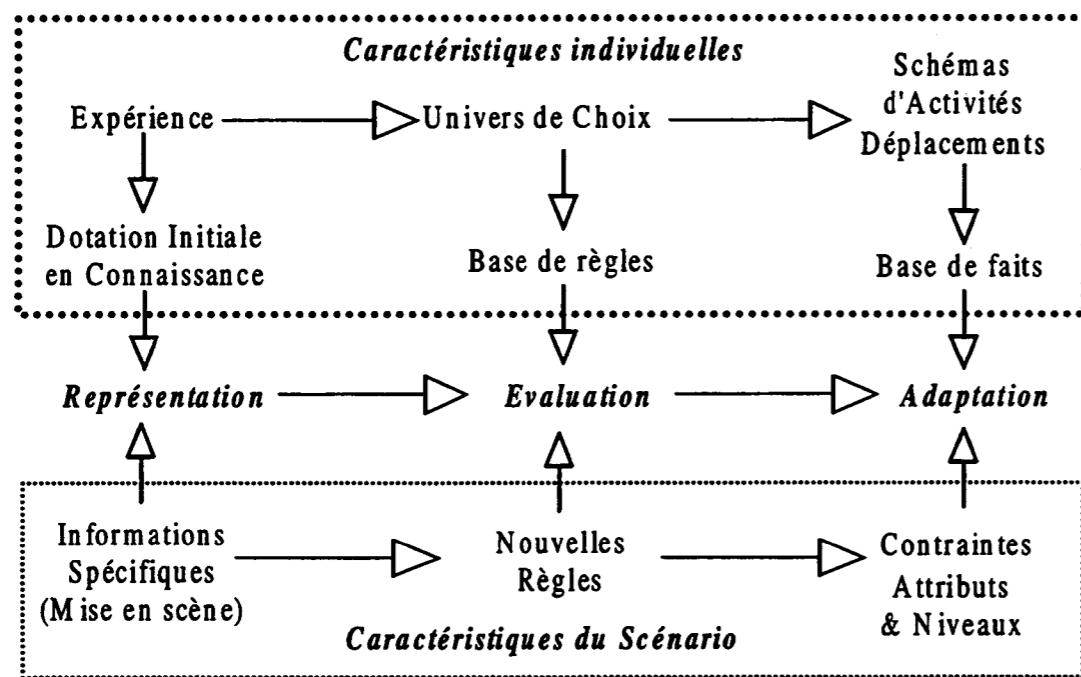 Caractéristiques individuelles
Expérience
Univers de Choix
Schémas
d'Activités
Déplacements
Dotation Initiale
en Connaissance
Base de règles
Base de faits
Représentation
Evaluation
Adaptation
Informations
Spécifiques
(Mise en scène)
Nouvelles
Règles
Contraintes
Attributs
& Niveaux
Caractéristiques du Scénario